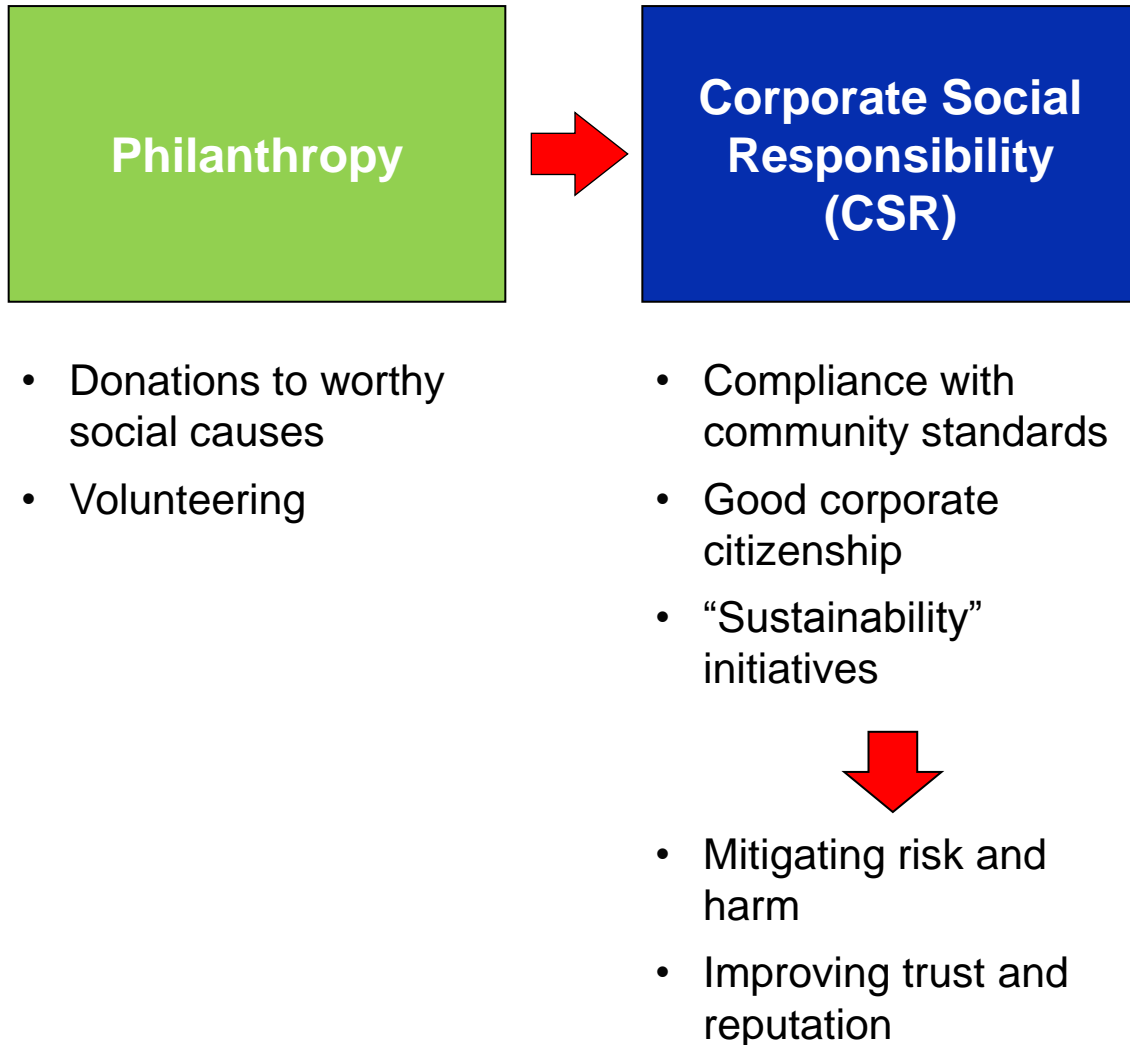 Philanthropy
Corporate Social
Responsibility
(CSR)
• Donations to worthy
social causes
• Volunteering
• Compliance with
community standards
• Good corporate
citizenship
• “Sustainability”
initiatives
• Mitigating risk and
harm
• Improving trust and
reputation